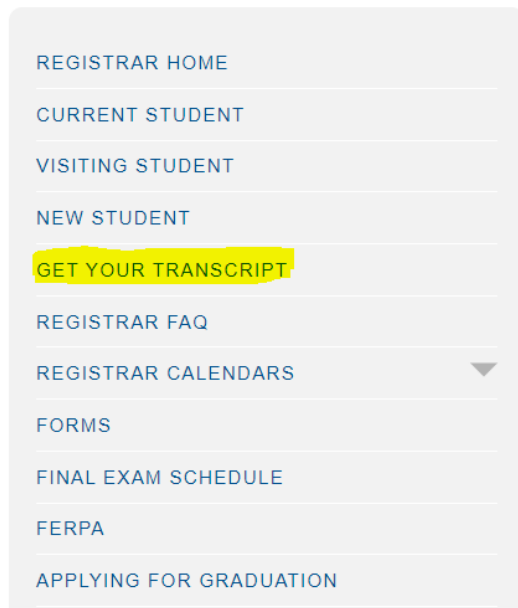 REGISTRAR HOME
CURRENT STUDENT
VISITING STUDENT
NEW STUDENT
GET YOUR TRANSCRIPT
REGISTRAR FAQ
REGISTRAR CALENDARS
FORMS
FINAL EXAM SCHEDULE
FERPA
APPLYING FOR GRADUATION